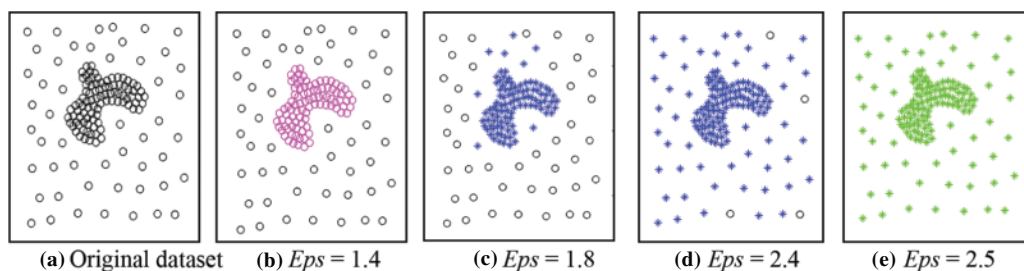 (a) Original dataset (b) Eps = 1.4 (c) Eps = 1.8 (d) Eps = 2.4 (e) Eps = 2.5